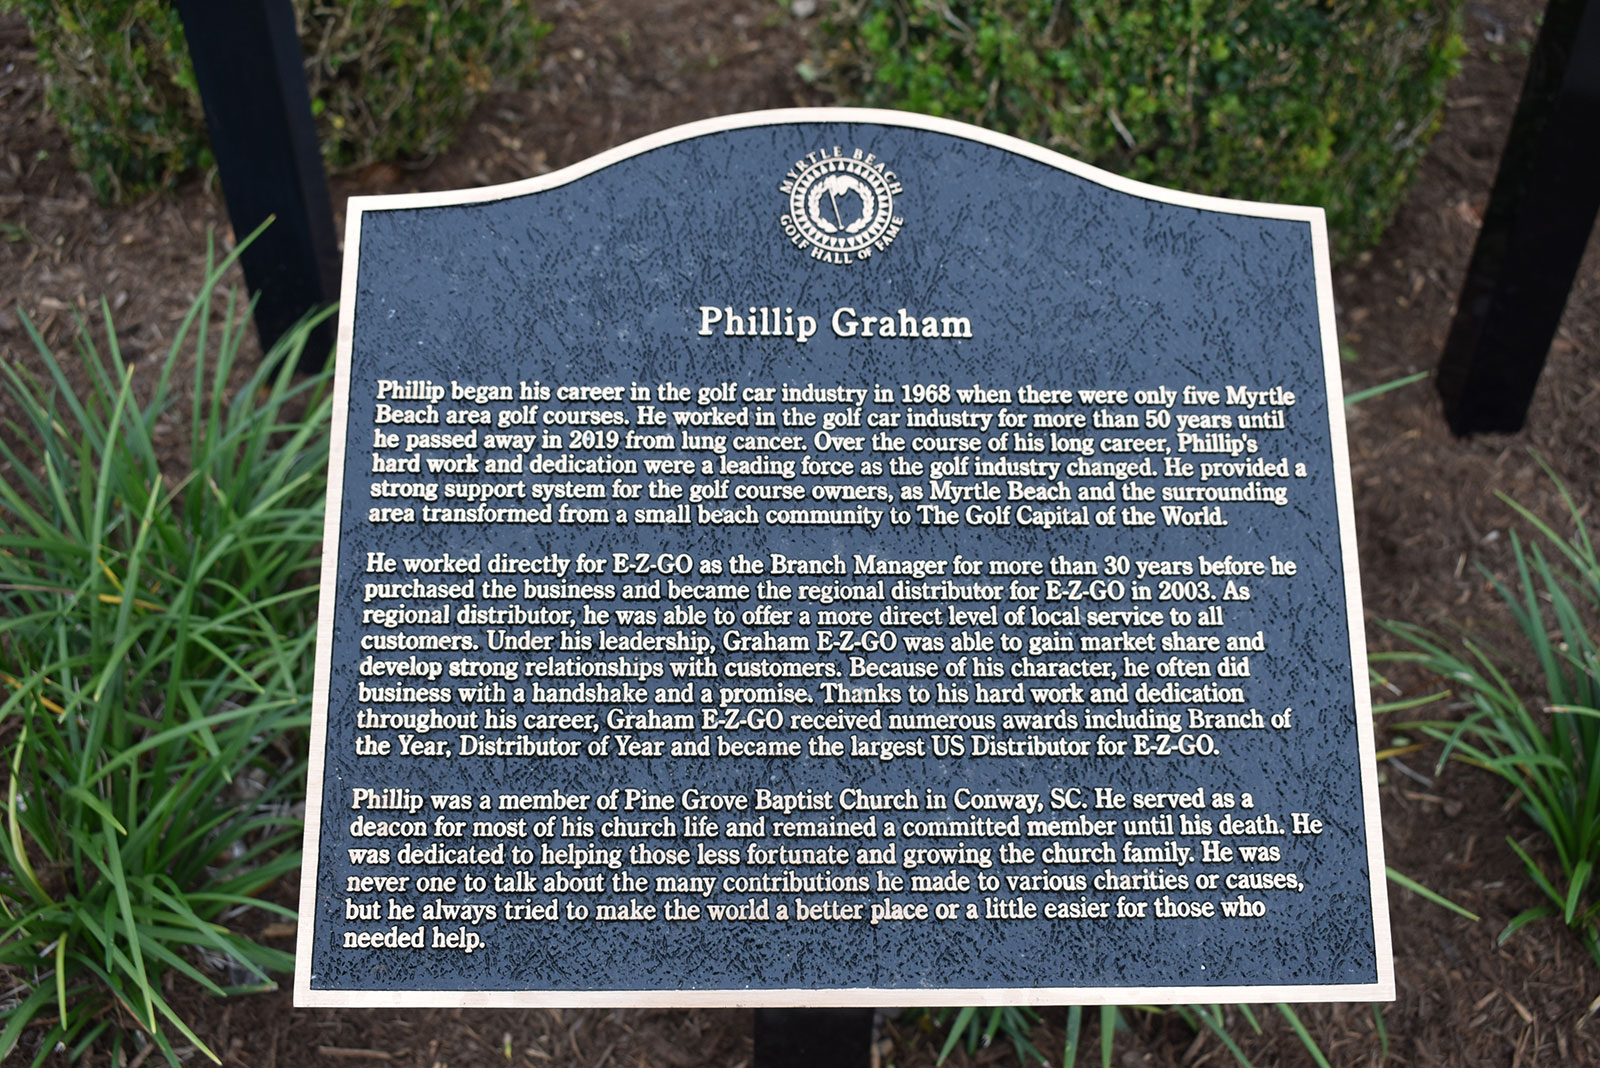 MYRTLE BEACH
GOLF HALL OF FAME
Phillip Graham
Phillip began his career in the golf car industry in 1968 when there were only five Myrtle
Beach area golf courses. He worked in the golf car industry for more than 50 years until
he passed away in 2019 from lung cancer. Over the course of his long career, Phillip's
hard work and dedication were a leading force as the golf industry changed. He provided a
strong support system for the golf course owners, as Myrtle Beach and the surrounding
area transformed from a small beach community to The Golf Capital of the World.
He worked directly for E-Z-GO as the Branch Manager for more than 30 years before he
purchased the business and became the regional distributor for E-Z-GO in 2003. As
regional distributor, he was able to offer a more direct level of local service to all
customers. Under his leadership, Graham E-Z-GO was able to gain market share and
develop strong relationships with customers. Because of his character, he often did
business with a handshake and a promise. Thanks to his hard work and dedication
throughout his career, Graham E-Z-GO received numerous awards including Branch of
the Year, Distributor of Year and became the largest US Distributor for E-Z-GO.
Phillip was a member of Pine Grove Baptist Church in Conway, SC. He served as a
deacon for most of his church life and remained a committed member until his death. He
was dedicated to helping those less fortunate and growing the church family. He was
never one to talk about the many contributions he made to various charities or causes,
but he always tried to make the world a better place or a little easier for those who
needed help.